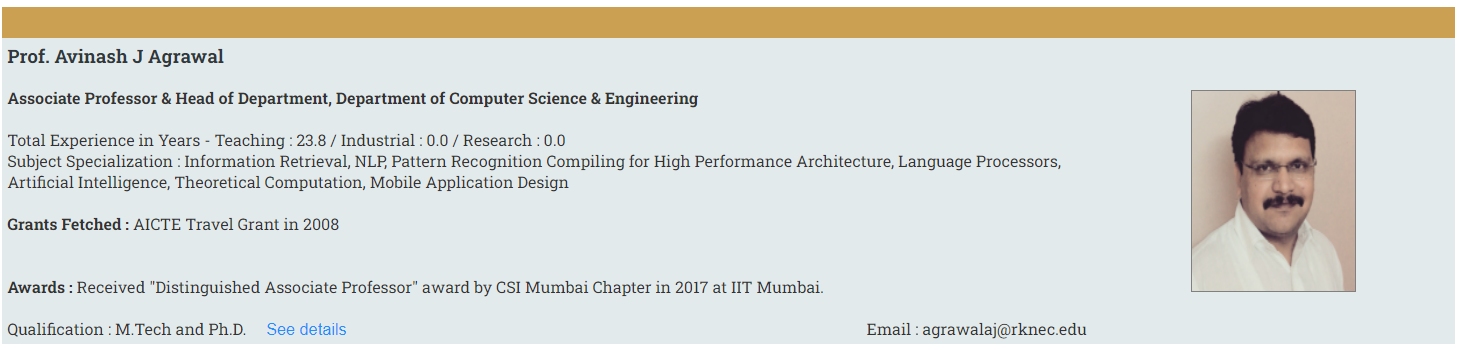 Prof. Avinash J Agrawal
Associate Professor & Head of Department, Department of Computer Science & Engineering
Total Experience in Years - Teaching : 23.8 / Industrial : 0.0 / Research : 0.0
Subject Specialization : Information Retrieval, NLP, Pattern Recognition Compiling for High Performance Architecture, Language Processors,
Artificial Intelligence, Theoretical Computation, Mobile Application Design
Grants Fetched : AICTE Travel Grant in 2008
Awards : Received "Distinguished Associate Professor" award by CSI Mumbai Chapter in 2017 at IIT Mumbai.
Qualification : M.Tech and Ph.D. See details Email : agrawalaj@rknec.edu